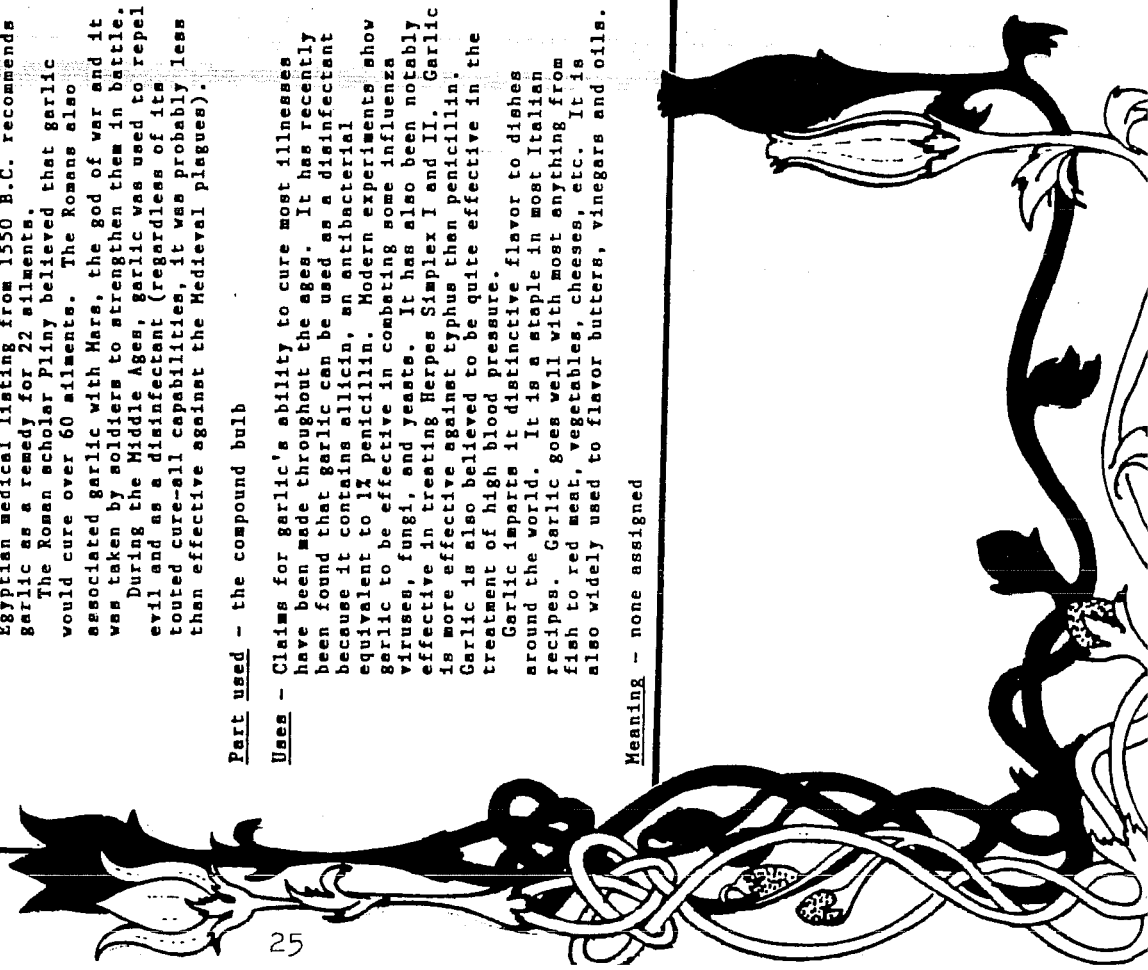 Egyptian medical listing from 1550 B.C. recommends
garlic as a remedy for 22 ailments.
The Roman scholar Pliny believed that garlic
would cure over 60 ailments. The Romans also
associated garlic with Mars, the god of war and it
was taken by soldiers to strengthen them in battle.
During the Middle Ages, garlic was used to repel
evil and as a disinfectant (regardless of its
touted cure-all capabilities, it was probably less
than effective against the Medieval plagues).
Part used - the compound bulb
Uses - Claims for garlic's ability to cure most illnesses
have been made throughout the ages. It has recently
been found that garlic can be used as a disinfectant
because it contains allicin, an antibacterial
equivalent to 1% penicillin. Modern experiments show
garlic to be effective in combating some influenza
viruses, fungi, and yeasts. It has also been notably
effective in treating Herpes Simplex I and II. Garlic
is more effective against typhus than penicillin.
Garlic is also believed to be quite effective in the
treatment of high blood pressure.
Garlic imparts it distinctive flavor to dishes
around the world. It is a staple in most Italian
recipes. Garlic goes well with most anything from
fish to red meat, vegetables, cheeses, etc. It is
also widely used to flavor butters, vinegars and oils.
Meaning - none assigned
25